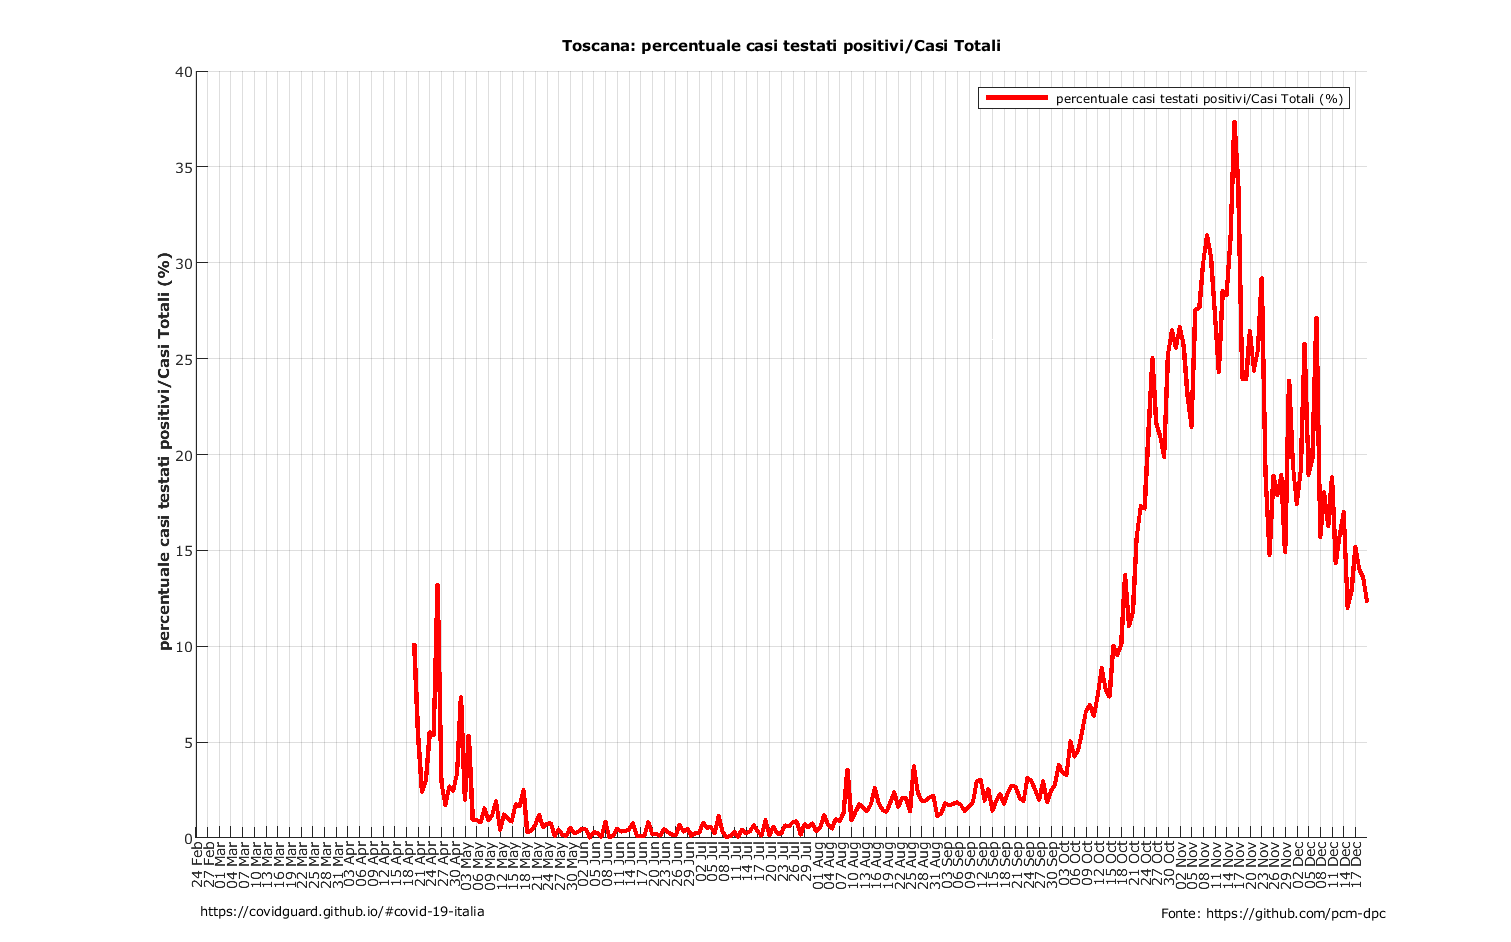 Toscana: percentuale casi testati positivi/Casi Totali
percentuale casi testati positivi/Casi Totali (%)
percentuale casi testati positivi/Casi Totali (%)
40
35
30
25
20
15
10
5
0
24 Feb
27 Feb
01 Mar
04 Mar
07 Mar
10 Mar
13 Mar
16 Mar
19 Mar
22 Mar
25 Mar
28 Mar
31 Mar
03 Apr
06 Apr
09 Apr
12 Apr
15 Apr
18 Apr
21 Apr
24 Apr
27 Apr
30 Apr
03 May
06 May
09 May
12 May
15 May
18 May
21 May
24 May
27 May
30 May
02 Jun
05 Jun
08 Jun
11 Jun
14 Jun
17 Jun
20 Jun
23 Jun
26 Jun
29 Jun
02 Jul
05 Jul
08 Jul
11 Jul
14 Jul
17 Jul
20 Jul
23 Jul
26 Jul
29 Jul
01 Aug
04 Aug
07 Aug
10 Aug
13 Aug
16 Aug
19 Aug
22 Aug
25 Aug
28 Aug
31 Aug
03 Sep
06 Sep
09 Sep
12 Sep
15 Sep
18 Sep
21 Sep
24 Sep
27 Sep
30 Sep
03 Oct
06 Oct
09 Oct
12 Oct
15 Oct
18 Oct
21 Oct
24 Oct
27 Oct
30 Oct
02 Nov
05 Nov
08 Nov
11 Nov
14 Nov
17 Nov
20 Nov
23 Nov
26 Nov
29 Nov
02 Dec
05 Dec
08 Dec
11 Dec
14 Dec
17 Dec
https://covidguard.github.io/#covid-19-italia
Fonte: https://github.com/pcm-dpc